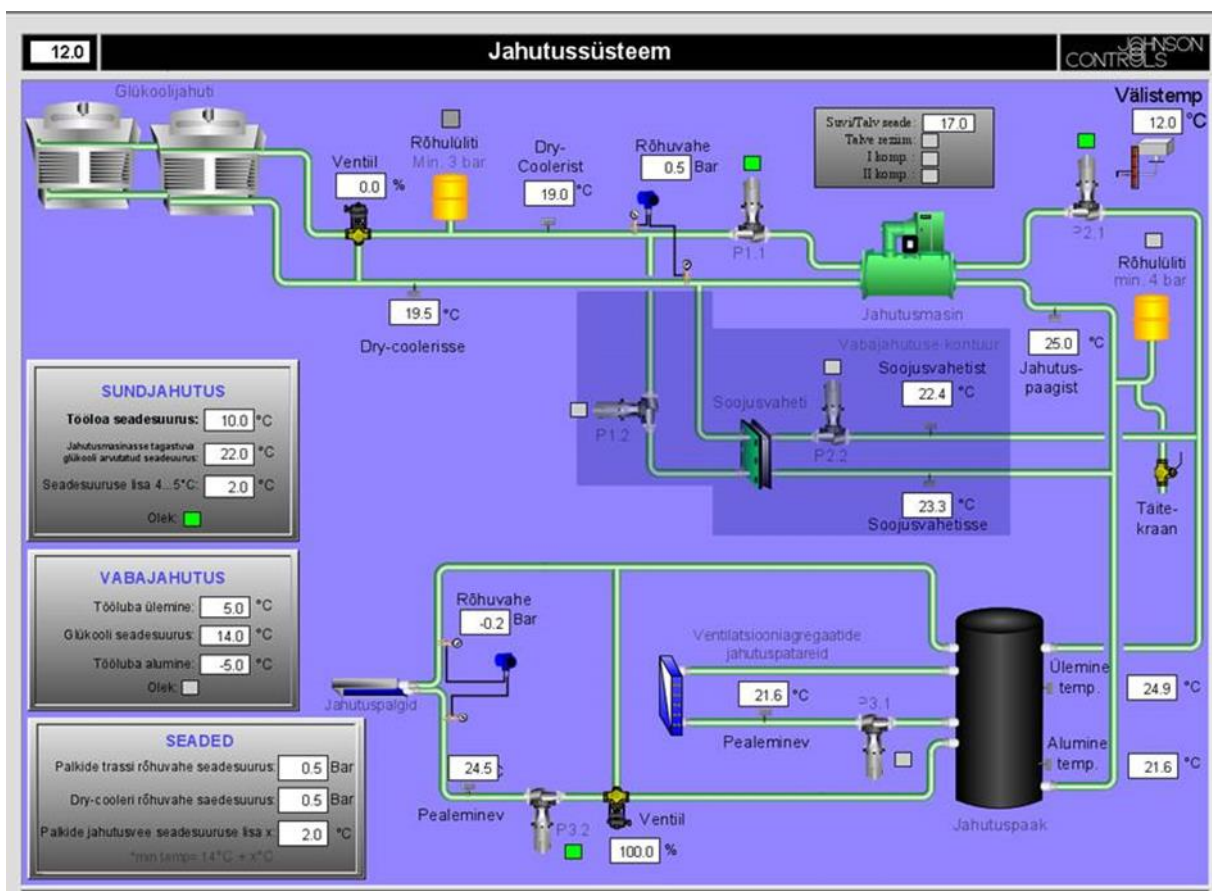 12.0
Jahutussüsteem
JOHNSON
CONTROLS
Glükoolijahuti
Ventiil
0.0 %
Rõhulüliti
Min. 3 bar
Dry-
Coolerist
19.0 °C
Rõhuvahe
0.5 Bar
P1.1
Suvi/Talv seade: 17.0
Talve reziim:
I komp. :
II komp. :
Välistemp
12.0 °C
P2.1
Rõhulüliti
min. 4 bar
19.5 °C
Dry-coolerisse
Jahutusmasin
25.0 °C
Jahutus-
paagist
Vabajahutuse kontuur
Soojusvahetist
22.4 °C
P1.2
Soojusvaheti
P2.2
23.3 °C
Soojusvahetisse
Täite-
kraan
SUNDJAHUTUS
Tööloa seadesuurus: 10.0 °C
Jahutusmasinasse tagastuva
glükooli arvutatud seadeuurus: 22.0 °C
Seadesuuruse lisa 4...5°C: 2.0 °C
Olek:
VABAJAHUTUS
Tööluba ülemine: 5.0 °C
Glükooli seadesuurus: 14.0 °C
Tööluba alumine: -5.0 °C
Olek:
SEADED
Palkide trassi rõhuvahe seadesuurus: 0.5 Bar
Dry-cooleri rõhuvahe saedesuurus: 0.5 Bar
Palkide jahutusvee seadesuuruse lisa x: 2.0 °C
*min temp= 14°C + x°C
Rõhuvahe
-0.2 Bar
Jahutuspalgid
24.5
Pealeminev
P3.2
Ventiil
100.0 %
Ventilatsiooniagregaatide
jahutuspatareid
21.6 °C
Pealeminev
P3.1
Ülemine
temp. 24.9 °C
Alumine
temp. 21.6 °C
Jahutuspaak